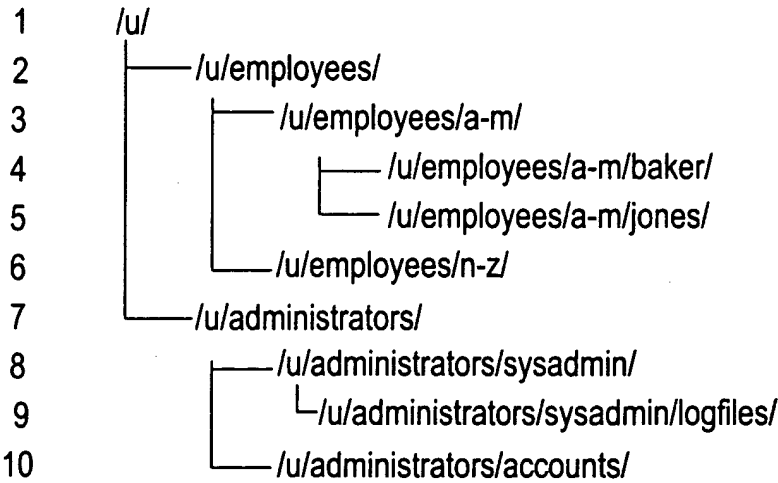 1 /u/
2 /u/employees/
3 /u/employees/a-m/
4 /u/employees/a-m/baker/
5 /u/employees/a-m/jones/
6 /u/employees/n-z/
7 /u/administrators/
8 /u/administrators/sysadmin/
9 /u/administrators/sysadmin/logfiles/
10 /u/administrators/accounts/